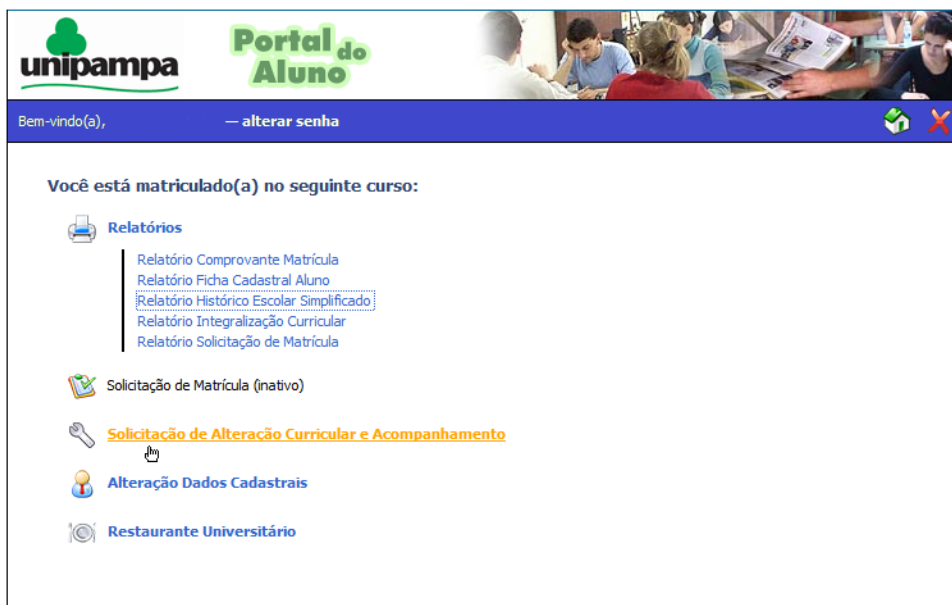 unipampa
Portal do Aluno
Bem-vindo(a), — alterar senha
Você está matriculado(a) no seguinte curso:
Relatórios
Relatório Comprovante Matrícula
Relatório Ficha Cadastral Aluno
Relatório Histórico Escolar Simplificado
Relatório Integralização Curricular
Relatório Solicitação de Matrícula
Solicitação de Matrícula (inativo)
Solicitação de Alteração Curricular e Acompanhamento
Alteração Dados Cadastrais
Restaurante Universitário